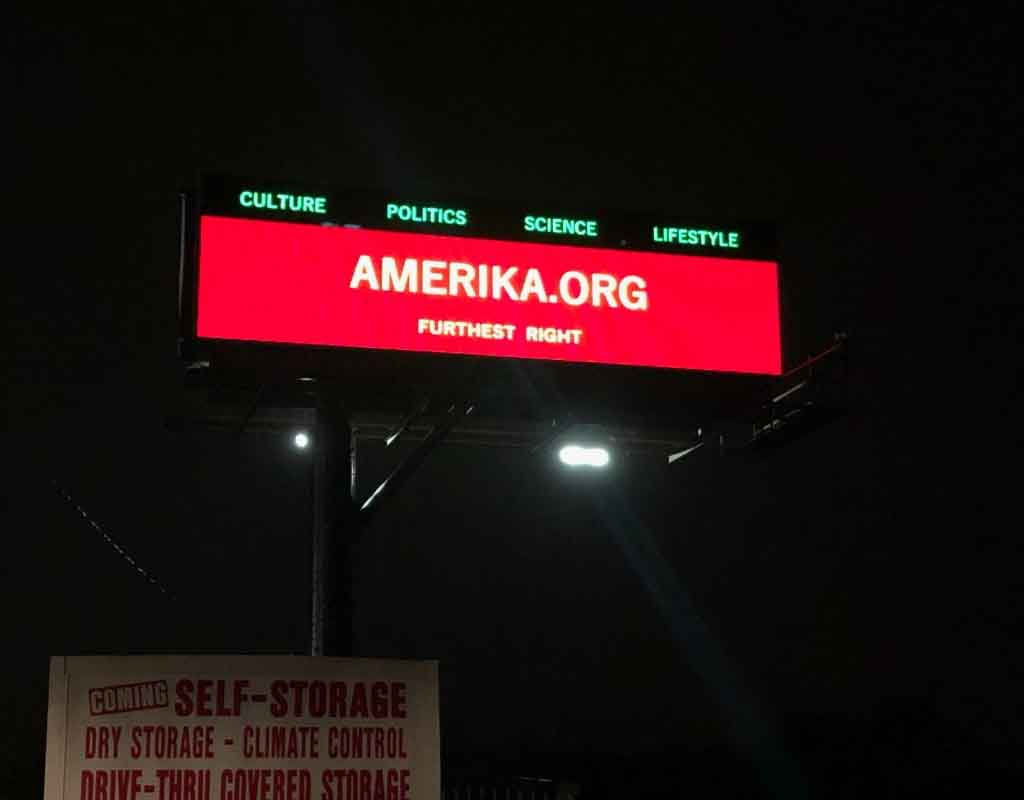 CULTURE POLITICS SCIENCE LIFESTYLE
AMERIKA.ORG
FURTHEST RIGHT
COMING SELF-STORAGE
DRY STORAGE - CLIMATE CONTROL
DRIVE-THRU COVERED STORAGE